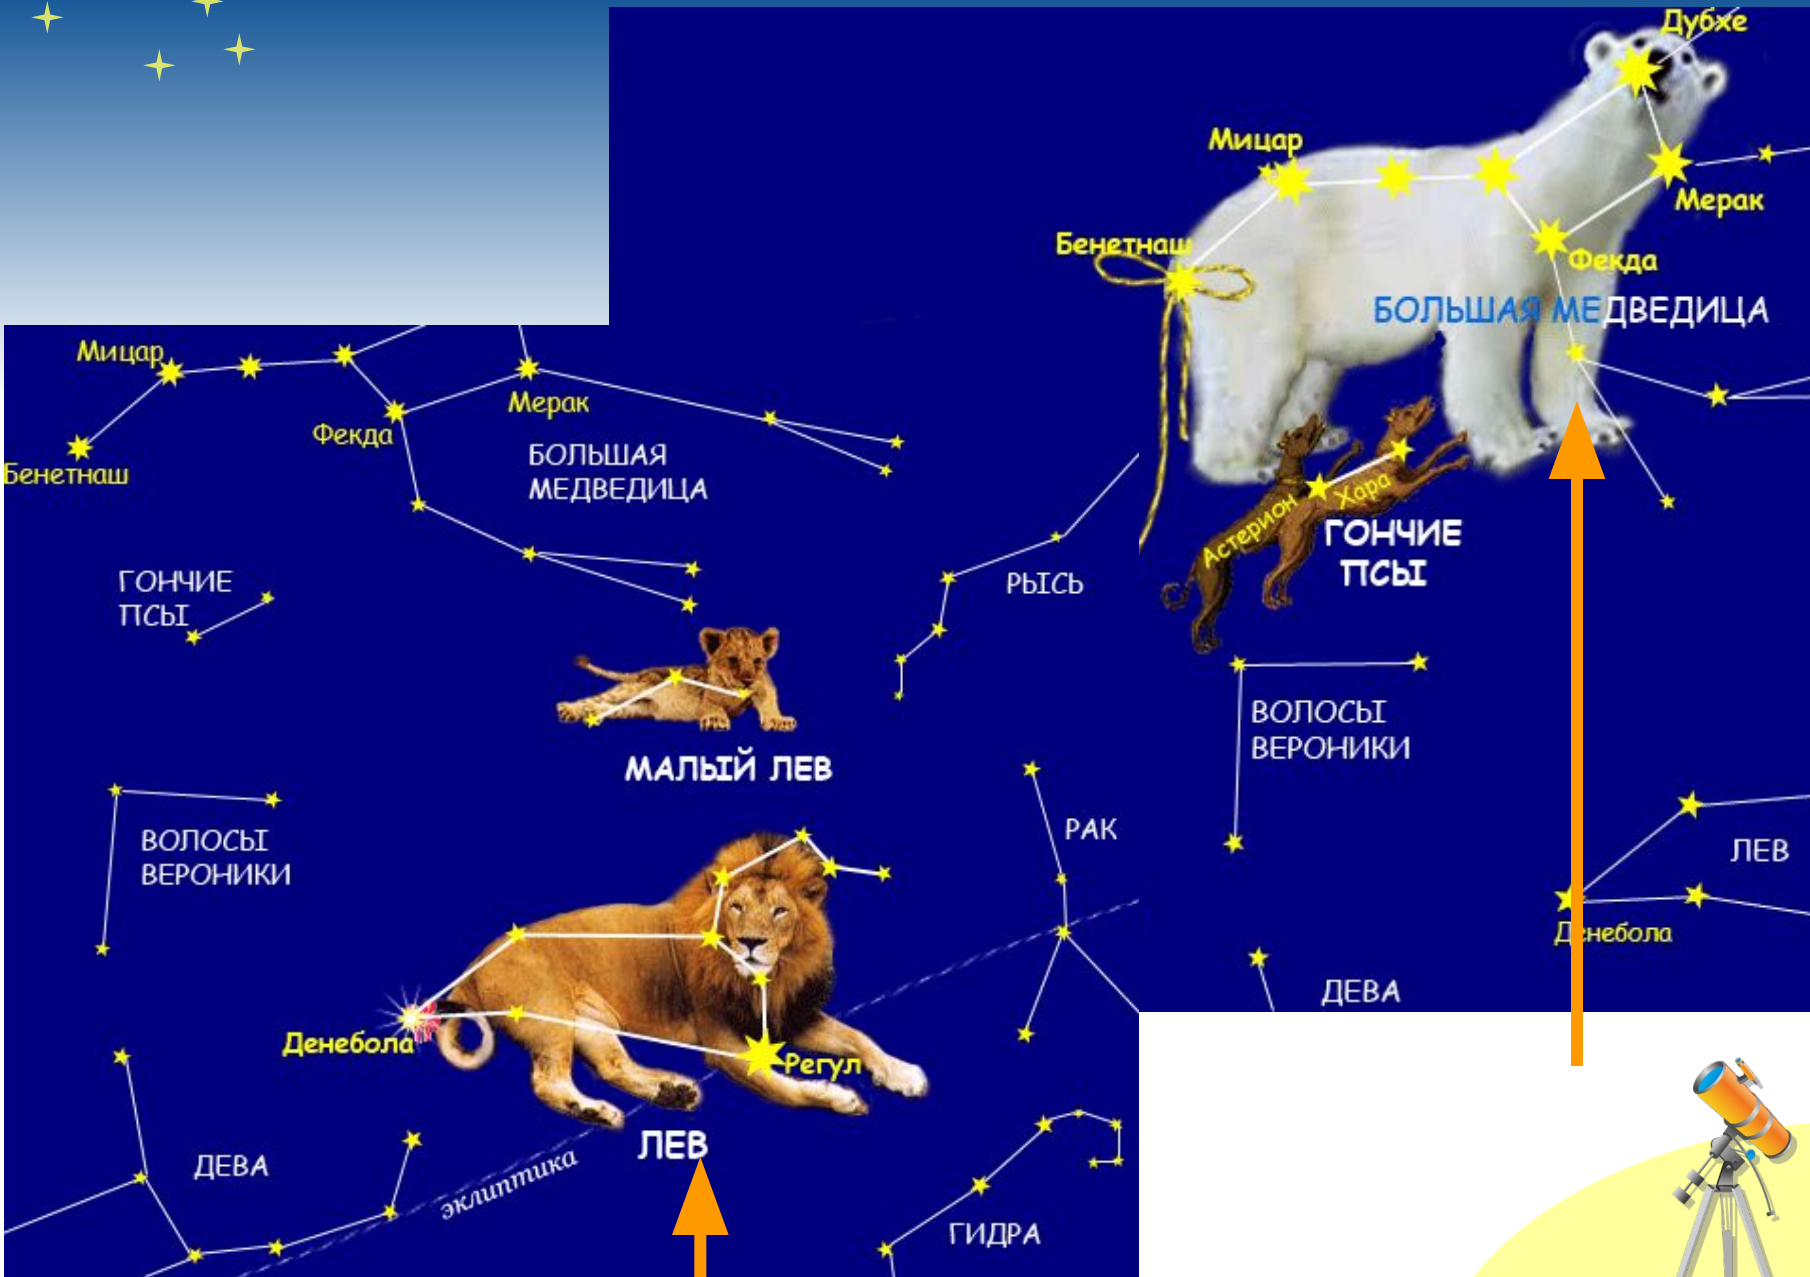 Дубхе
Мицар
Мерак
Бенетнаш
Фекда
БОЛЬШАЯ МЕДВЕДИЦА
Астерион
Хара
ГОНЧИЕ
ПСЫ
ВОЛОСЫ
ВЕРОНИКИ
ЛЕВ
Денебола
ДЕВА
Мицар
Мерак
Фекда
Бенетнаш
БОЛЬШАЯ
МЕДВЕДИЦА
ГОНЧИЕ
ПСЫ
РЫСЬ
МАЛЫЙ ЛЕВ
ВОЛОСЫ
ВЕРОНИКИ
РАК
Денебола
Регул
ЛЕВ
эклиптика
ДЕВА
ГИДРА